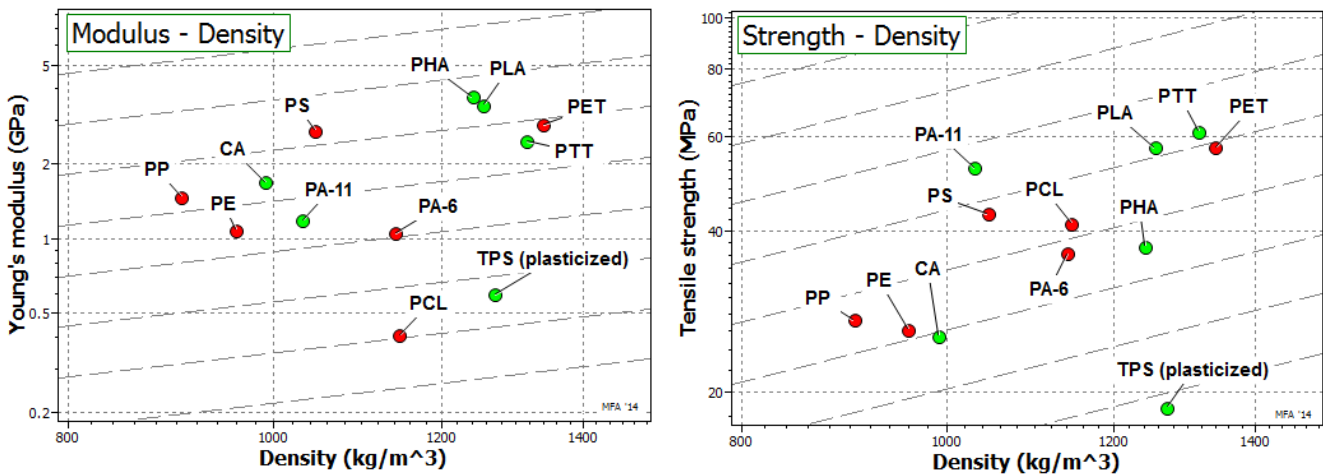 Modulus - Density
Young's modulus (GPa)
5
2
1
0.5
0.2
PHA
PLA
PS
PET
CA
PTT
PP
PA-11
PE
PA-6
TPS (plasticized)
PCL
MFA '14
800
1000
1200
1400
Density (kg/m^3)
Strength - Density
Tensile strength (MPa)
100
80
60
40
20
PTT
PLA
PET
PA-11
PS
PCL
PHA
PE
CA
PA-6
PP
TPS (plasticized)
MFA '14
800
1000
1200
1400
Density (kg/m^3)